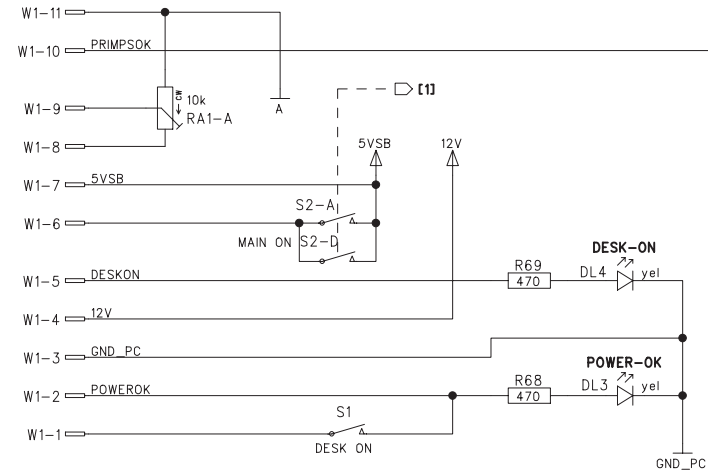 W1-11
W1-10 PRIMPSOK
CW
10k
W1-9
RA1-A
A
[1]
W1-8
5VSB
12V
W1-7 5VSB
S2-A
W1-6
MAIN ON
S2-D
DESK-ON
R69
DL4
yel
W1-5 DESKON
470
W1-4 12V
W1-3 GND_PC
POWER-OK
R68
DL3
yel
W1-2 POWEROK
470
S1
W1-1
DESK ON
GND_PC